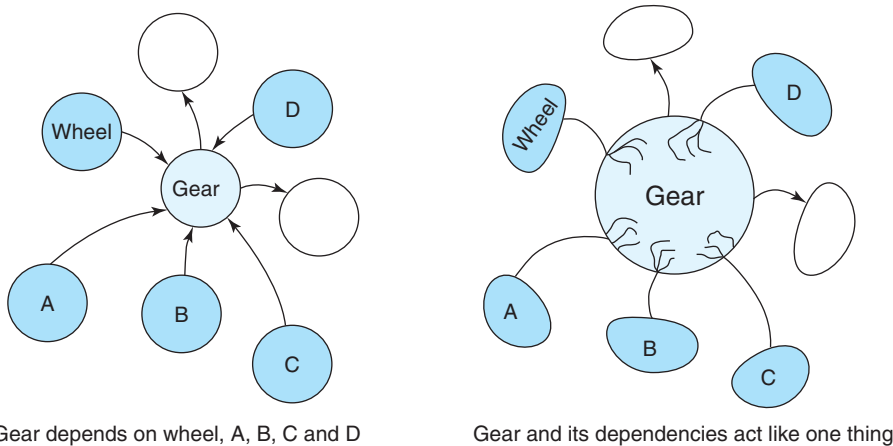 Wheel
D
Gear
A
B
C
Gear depends on wheel, A, B, C and D
Wheel
D
Gear
A
B
C
Gear and its dependencies act like one thing